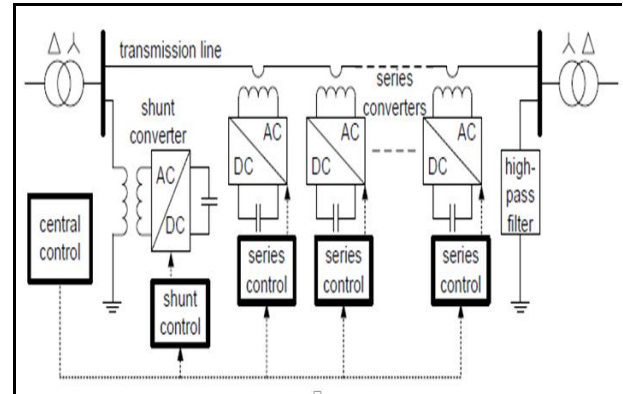 transmission line
series
converters
shunt
converter
AC
DC
AC
DC
AC
DC
AC
DC
high-
pass
filter
central
control
series
control
series
control
series
control
shunt
control